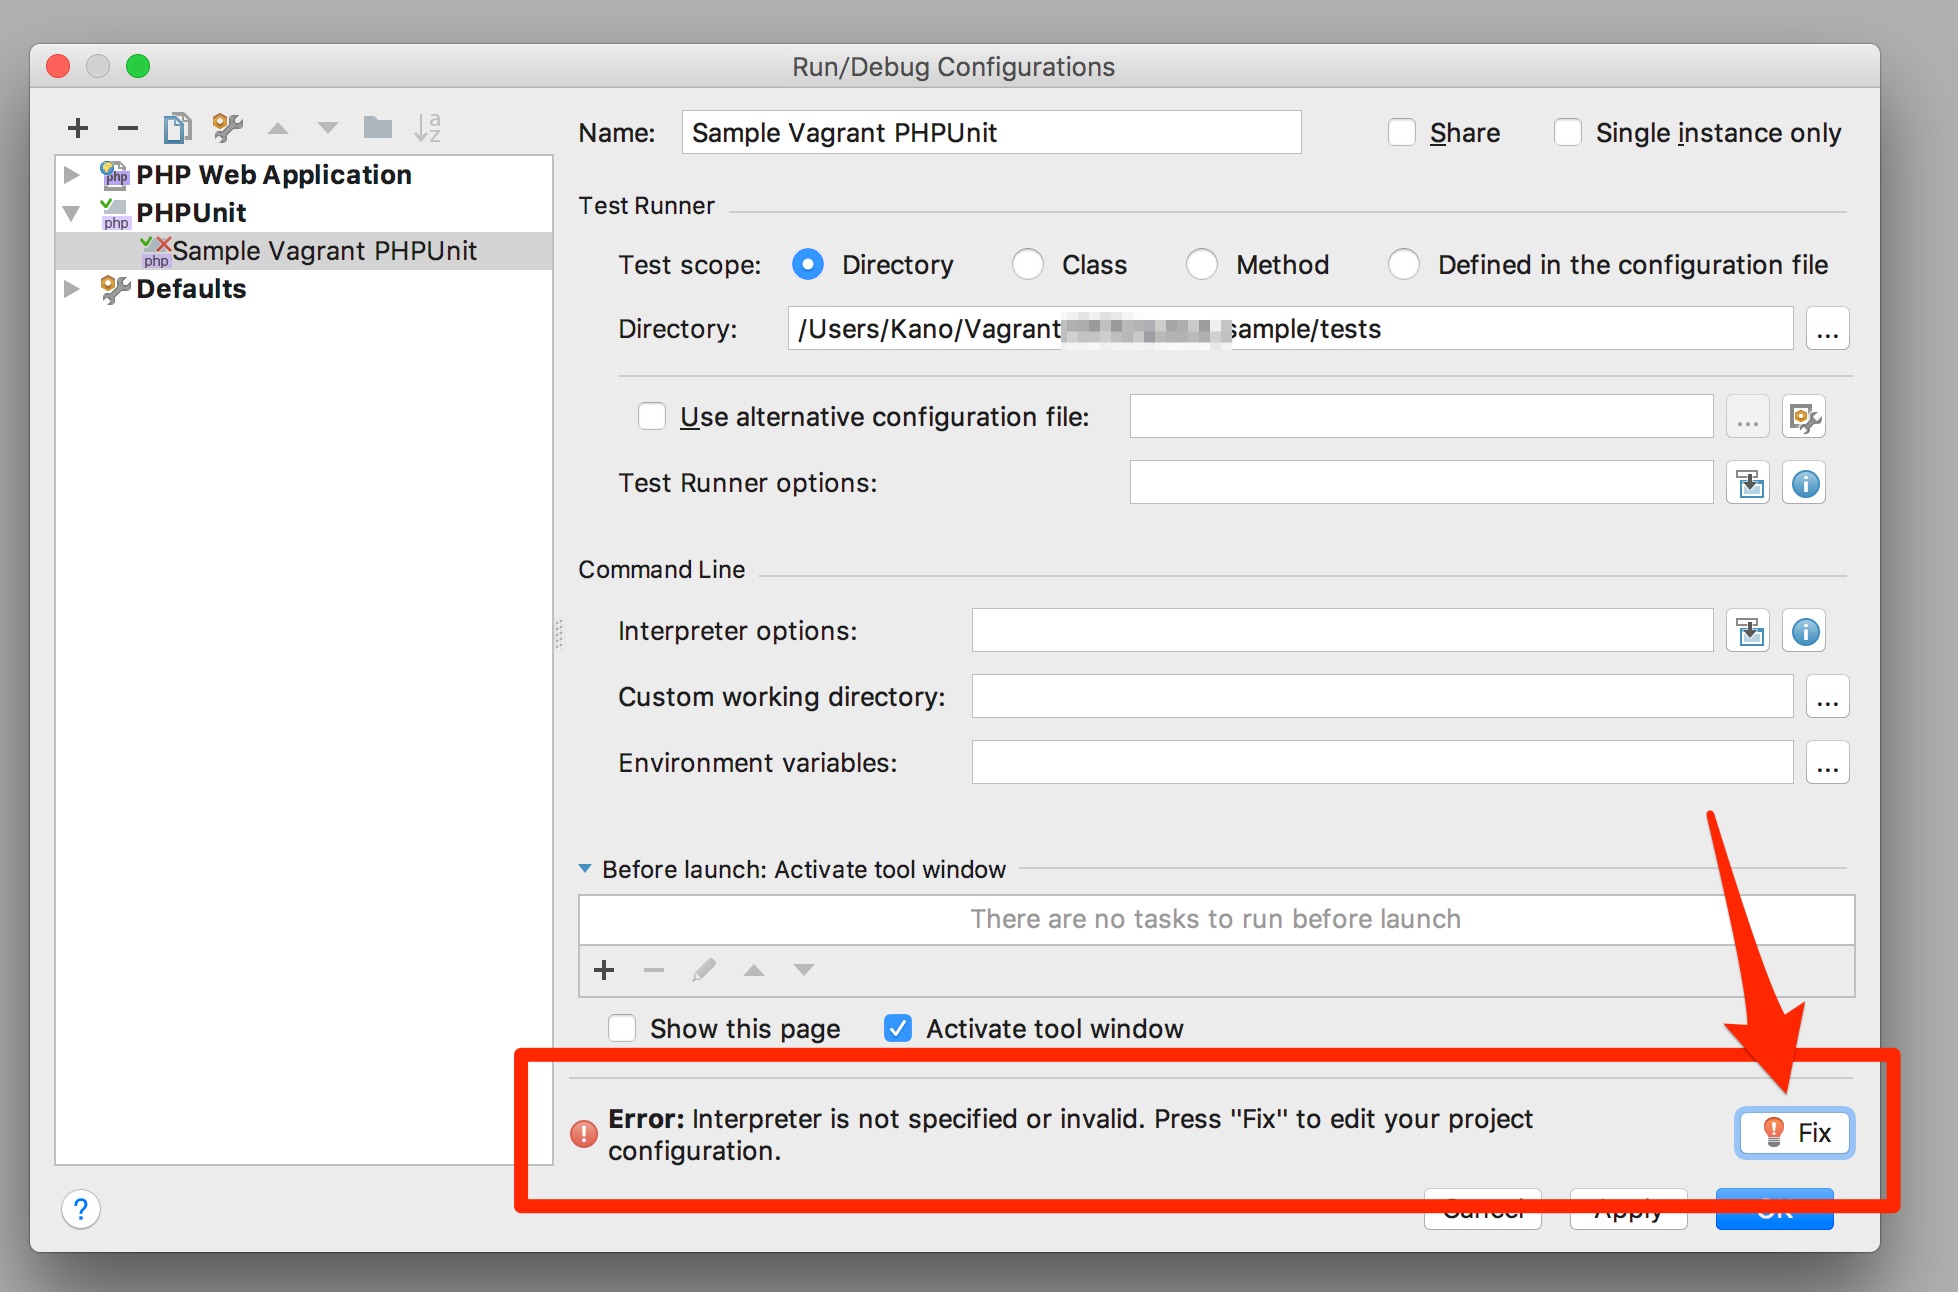 Run/Debug Configurations
Name: Sample Vagrant PHPUnit Share Single instance only
PHP Web Application
PHPUnit
Sample Vagrant PHPUnit
Defaults
Test Runner
Test scope: Directory Class Method Defined in the configuration file
Directory: /Users/Kano/Vagrant sample/tests ...
Use alternative configuration file: ...
Test Runner options:
Command Line
Interpreter options:
Custom working directory: ...
Environment variables: ...
Before launch: Activate tool window
There are no tasks to run before launch
Show this page Activate tool window
Error: Interpreter is not specified or invalid. Press "Fix" to edit your project
configuration.
Fix
? Cancel Apply OK